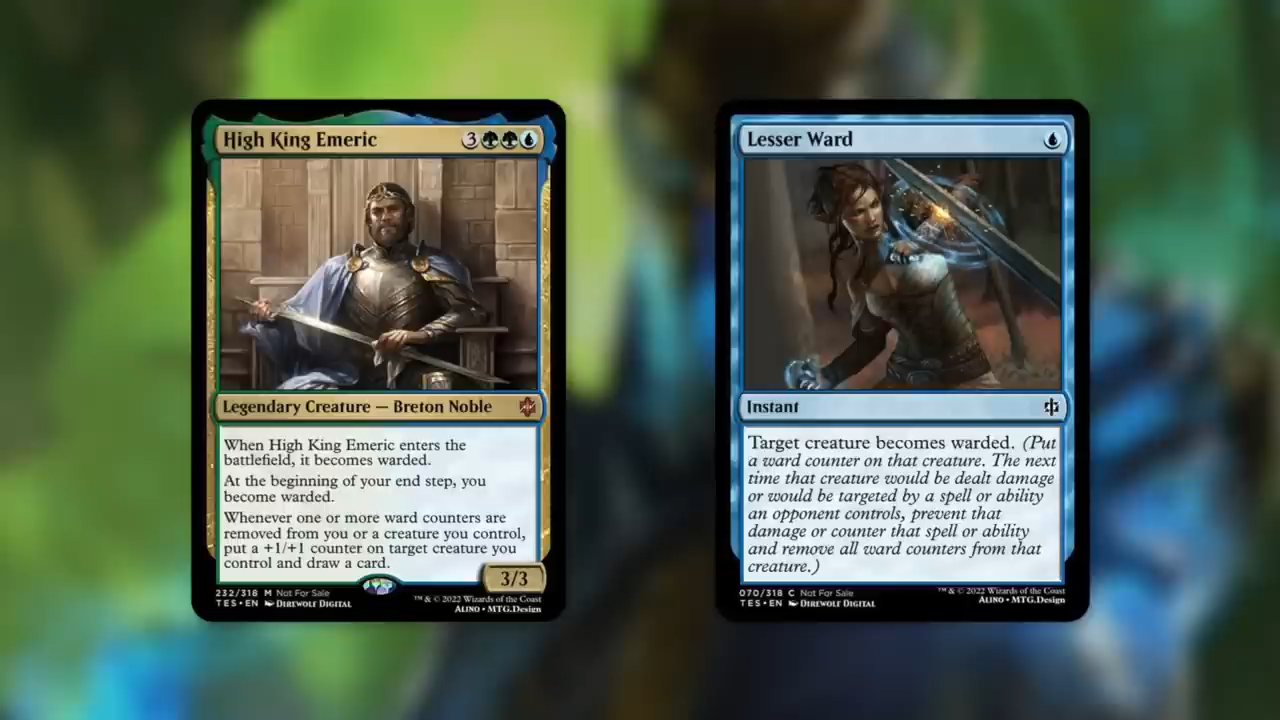 High King Emeric 3
Legendary Creature — Breton Noble
When High King Emeric enters the
battlefield, it becomes warded.
At the beginning of your end step, you
become warded.
Whenever one or more ward counters are
removed from you or a creature you control,
put a +1/+1 counter on target creature you
control and draw a card.
3/3
232/318 M Not For Sale
TES • EN Direwolf Digital
™ & © 2022 Wizards of the Coast
Alino • MTG.Design
Lesser Ward
Instant
Target creature becomes warded. (Put
a ward counter on that creature. The next
time that creature would be dealt damage
or would be targeted by a spell or ability
an opponent controls, prevent that
damage or counter that spell or ability
and remove all ward counters from that
creature.)
070/318 C Not For Sale
TES • EN Direwolf Digital
™ & © 2022 Wizards of the Coast
Alino • MTG.Design